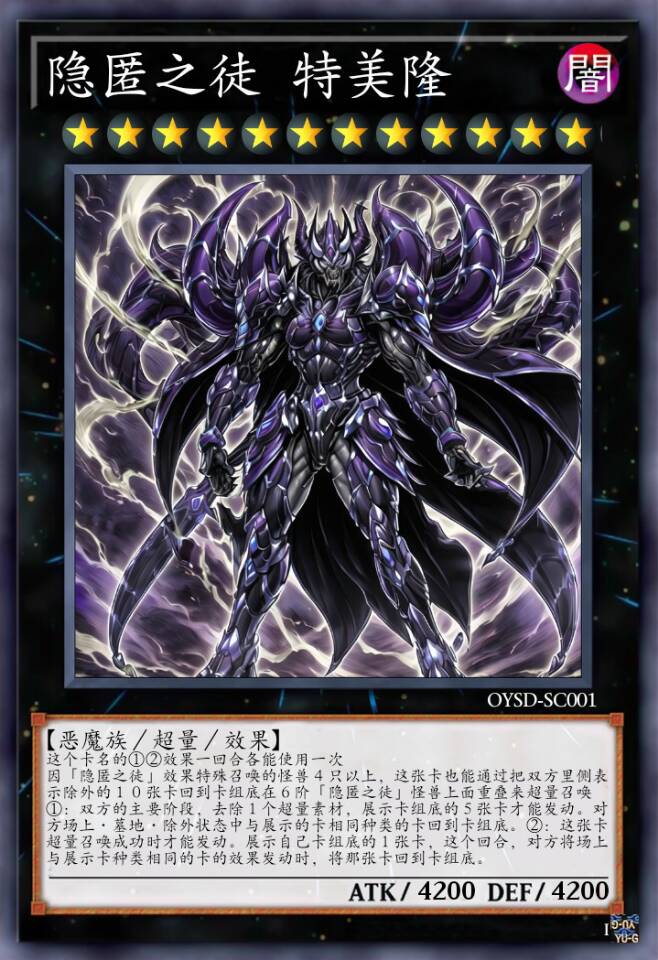 隐匿之徒 特美隆
闇
OYSD-SC001
【恶魔族／超量／效果】
这个卡名的①②效果一回合各能使用一次
因「隐匿之徒」效果特殊召唤的怪兽4只以上，这张卡也能通过把双方里侧表
示除外的10张卡回到卡组底在6阶「隐匿之徒」怪兽上面重叠来超量召唤
①：双方的主要阶段，去除1个超量素材，展示卡组底的5张卡才能发动。对
方场上·墓地·除外状态中与展示的卡相同种类的卡回到卡组底。②：这张卡
超量召唤成功时才能发动。展示自己卡组底的1张卡，这个回合，对方将场上
与展示卡种类相同的卡的效果发动时，将那张卡回到卡组底。
ATK/ 4200 DEF/ 4200